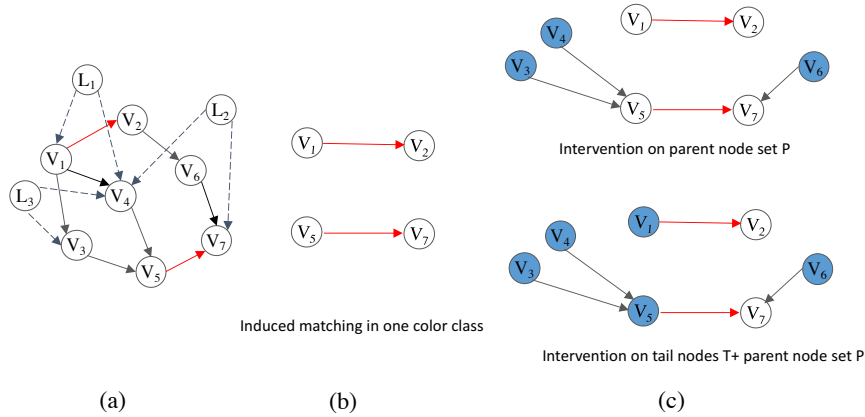 L1
L2
V1
V2
V6
L3
V4
V3
V5
V7
(a)
V1
V2
V5
V7
Induced matching in one color class
(b)
V1
V2
V4
V3
V6
V5
V7
Intervention on parent node set P
V1
V2
V4
V3
V6
V5
V7
Intervention on tail nodes T+ parent node set P
(c)